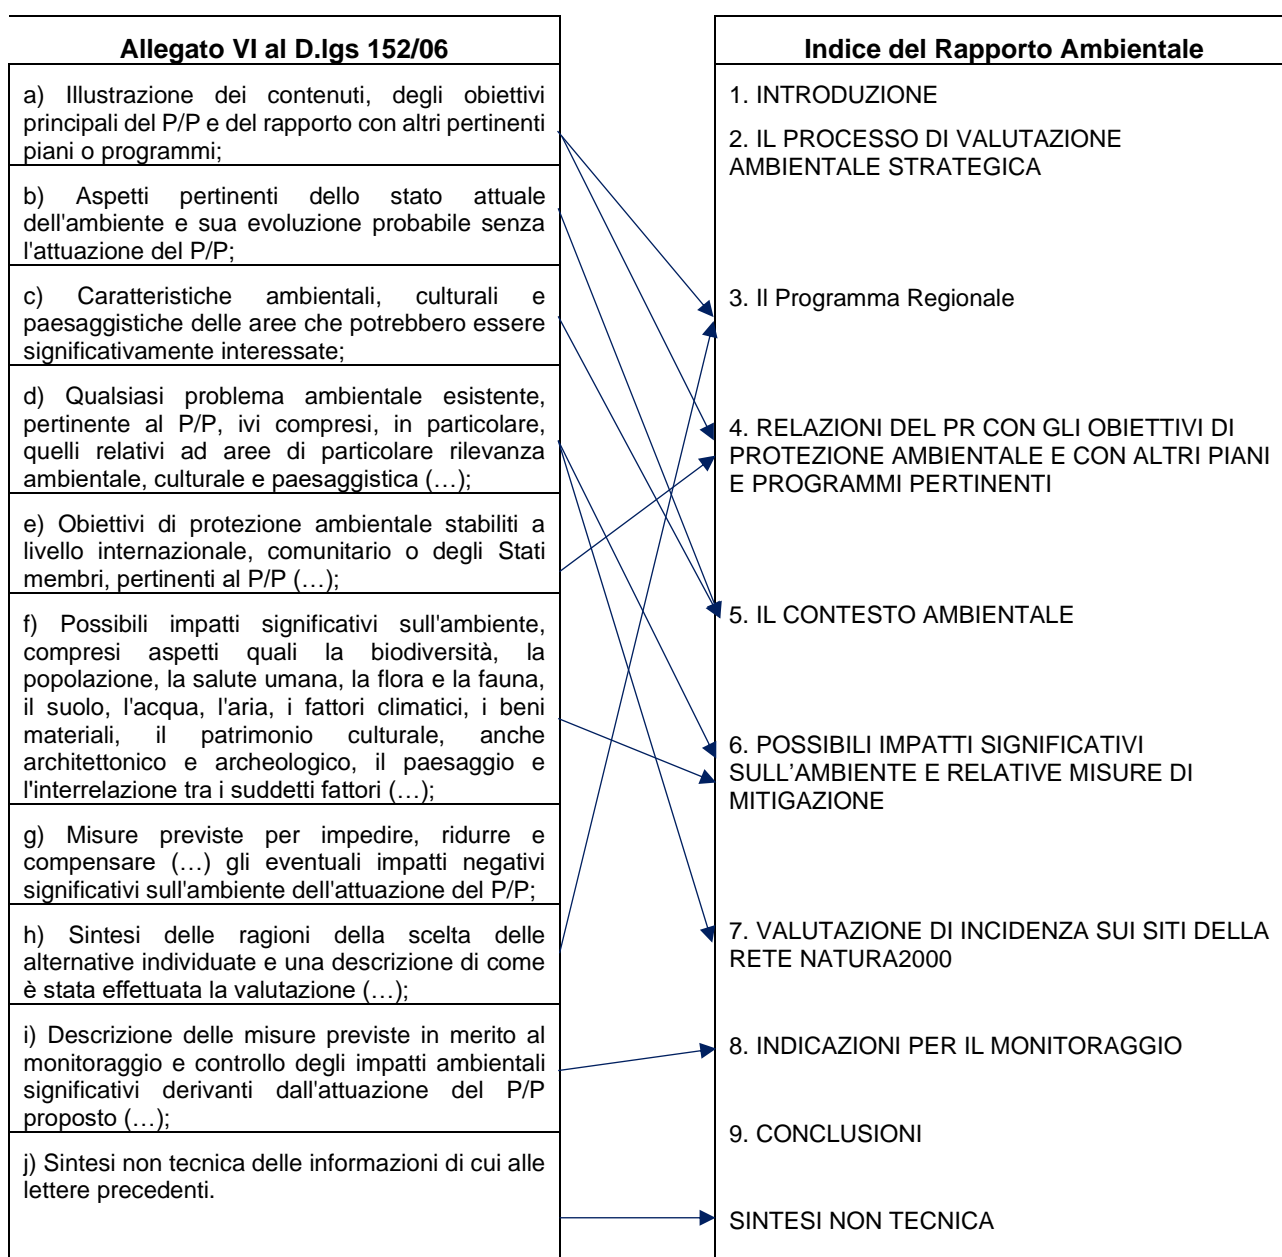 Allegato VI al D.lgs 152/06
a) Illustrazione dei contenuti, degli obiettivi
principali del P/P e del rapporto con altri pertinenti
piani o programmi;
b) Aspetti pertinenti dello stato attuale
dell'ambiente e sua evoluzione probabile senza
l'attuazione del P/P;
c) Caratteristiche ambientali, culturali e
paesaggistiche delle aree che potrebbero essere
significativamente interessate;
d) Qualsiasi problema ambientale esistente,
pertinente al P/P, ivi compresi, in particolare,
quelli relativi ad aree di particolare rilevanza
ambientale, culturale e paesaggistica (…);
e) Obiettivi di protezione ambientale stabiliti a
livello internazionale, comunitario o degli Stati
membri, pertinenti al P/P (…);
f) Possibili impatti significativi sull'ambiente,
compresi aspetti quali la biodiversità, la
popolazione, la salute umana, la flora e la fauna,
il suolo, l'acqua, l'aria, i fattori climatici, i beni
materiali, il patrimonio culturale, anche
architettonico e archeologico, il paesaggio e
l'interrelazione tra i suddetti fattori (…);
g) Misure previste per impedire, ridurre e
compensare (…) gli eventuali impatti negativi
significativi sull'ambiente dell'attuazione del P/P;
h) Sintesi delle ragioni della scelta delle
alternative individuate e una descrizione di come
è stata effettuata la valutazione (…);
i) Descrizione delle misure previste in merito al
monitoraggio e controllo degli impatti ambientali
significativi derivanti dall'attuazione del P/P
proposto (…);
j) Sintesi non tecnica delle informazioni di cui alle
lettere precedenti.
Indice del Rapporto Ambientale
1. INTRODUZIONE
2. IL PROCESSO DI VALUTAZIONE
AMBIENTALE STRATEGICA
3. Il Programma Regionale
4. RELAZIONI DEL PR CON GLI OBIETTIVI DI
PROTEZIONE AMBIENTALE E CON ALTRI PIANI
E PROGRAMMI PERTINENTI
5. IL CONTESTO AMBIENTALE
6. POSSIBILI IMPATTI SIGNIFICATIVI
SULL’AMBIENTE E RELATIVE MISURE DI
MITIGAZIONE
7. VALUTAZIONE DI INCIDENZA SUI SITI DELLA
RETE NATURA2000
8. INDICAZIONI PER IL MONITORAGGIO
9. CONCLUSIONI
SINTESI NON TECNICA